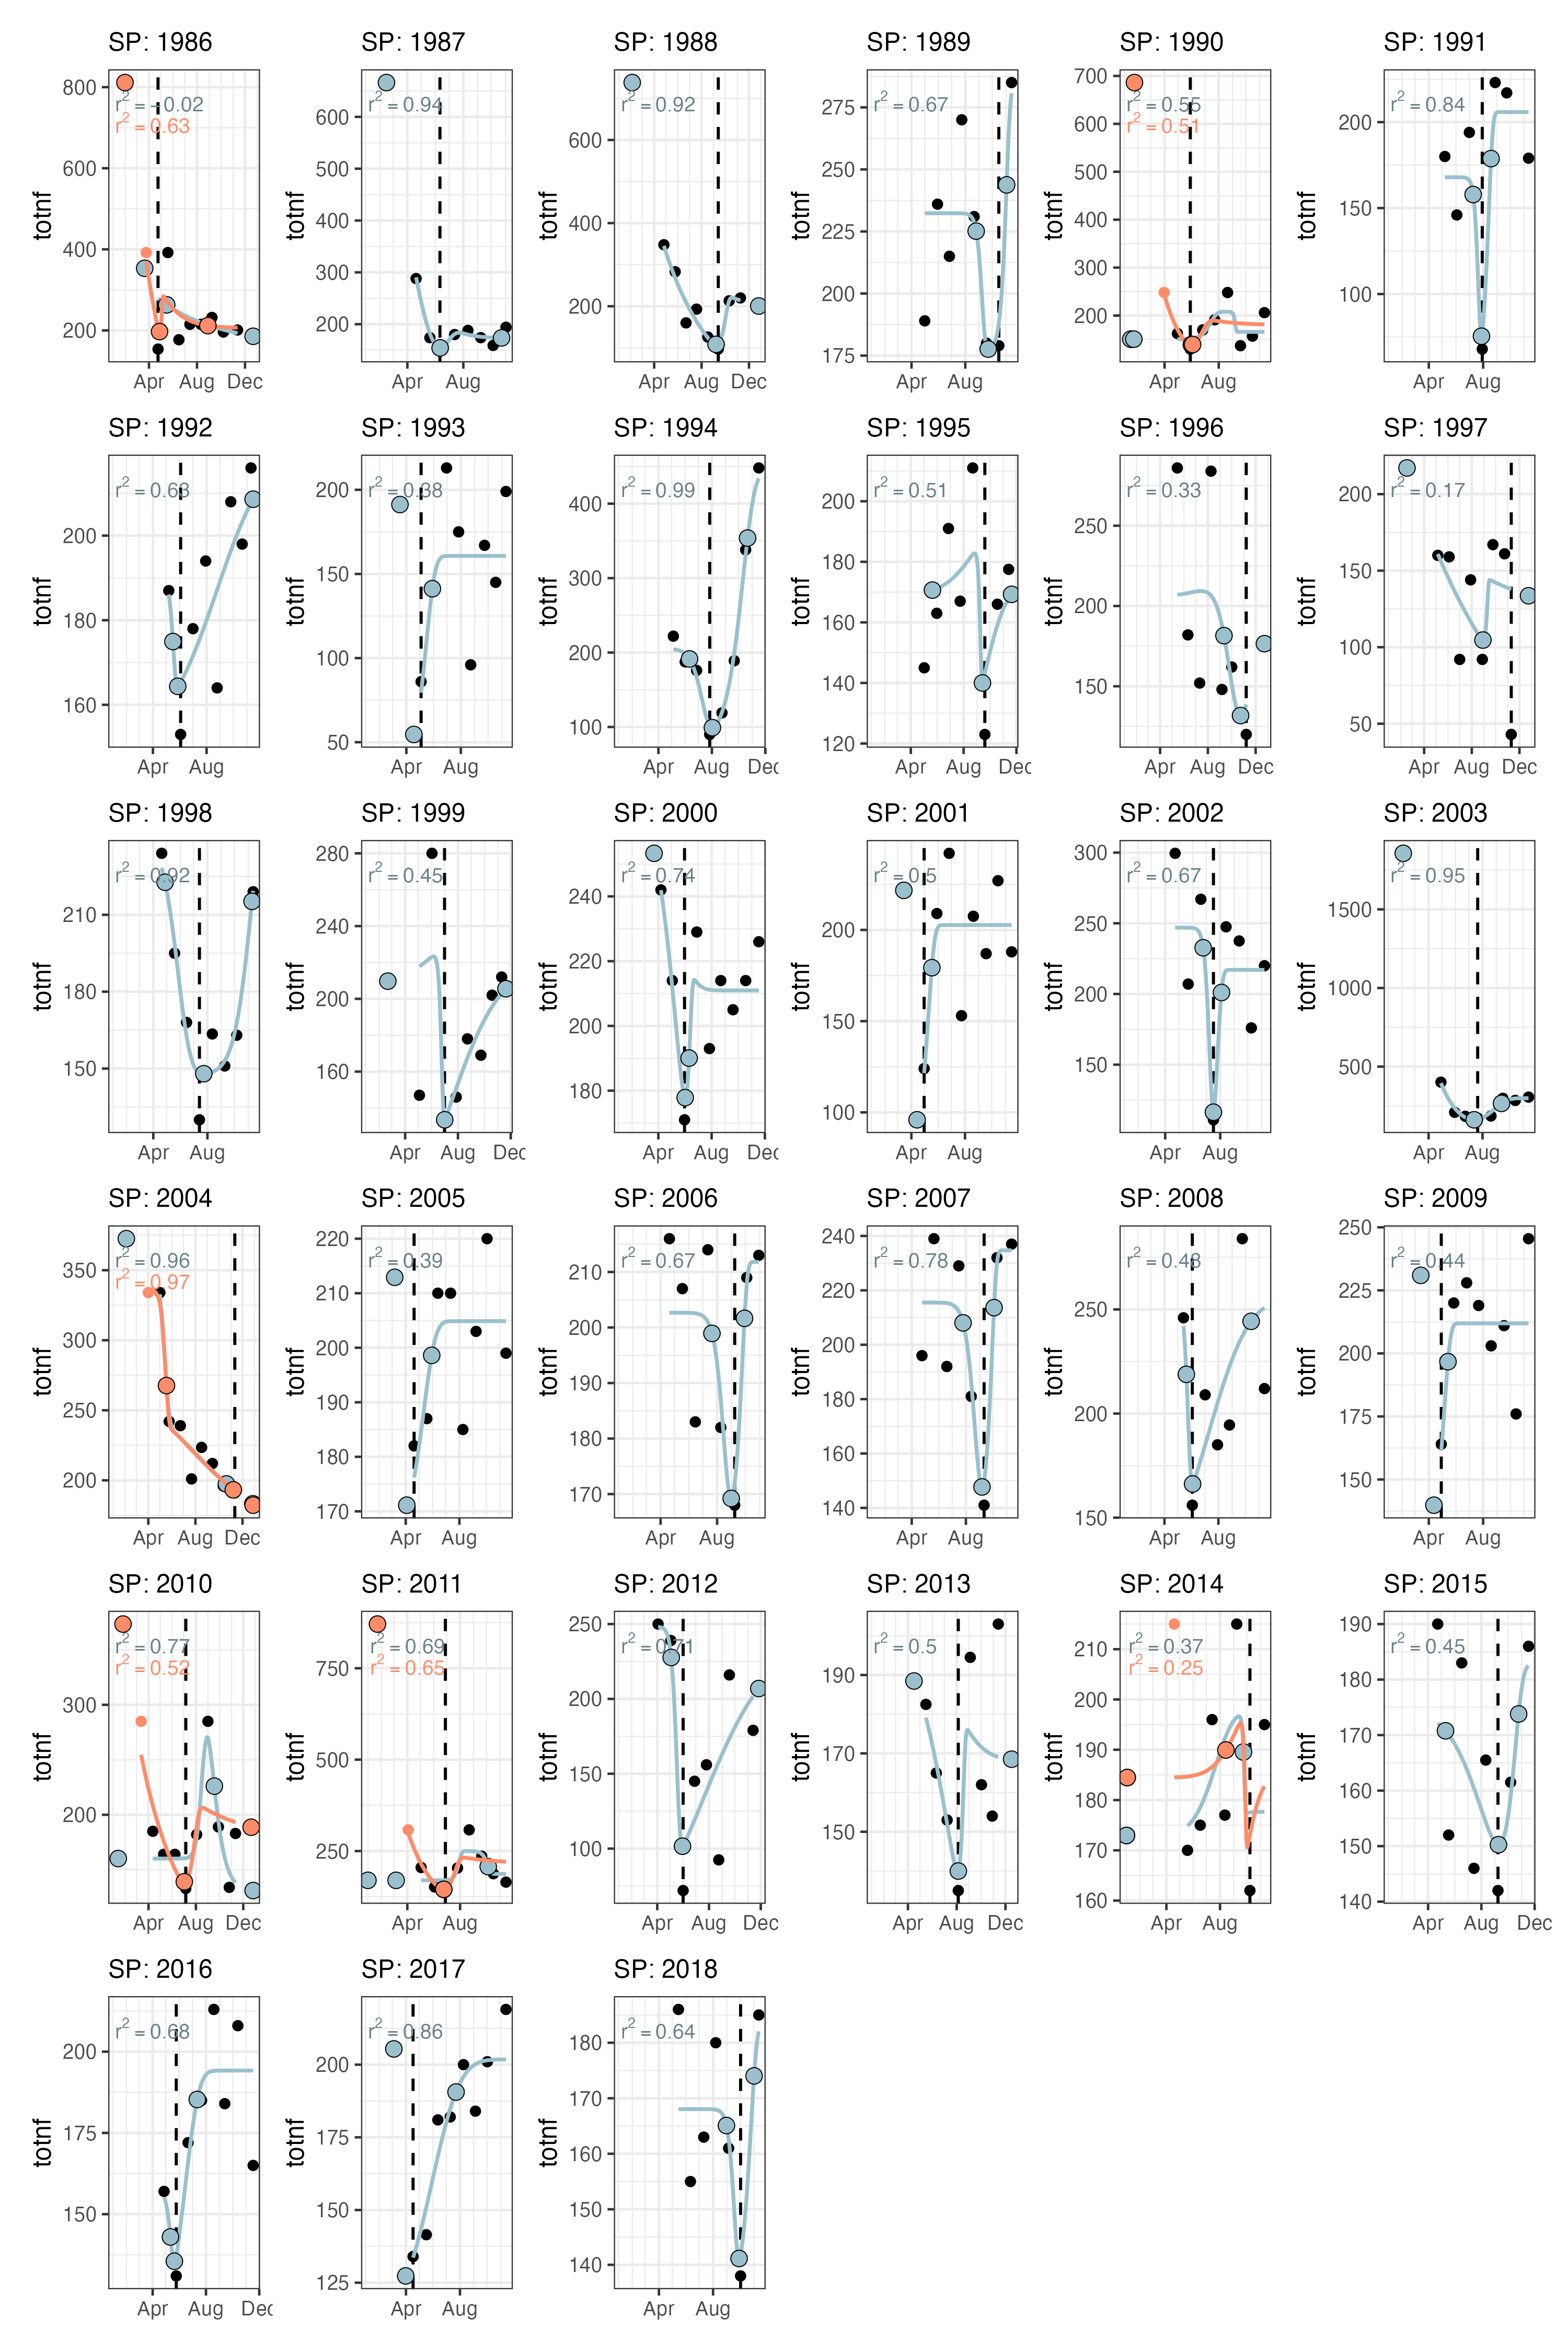 SP: 1986
r² = −0.02
r² = 0.63
totnf
800
600
400
200
Apr Aug Dec
SP: 1987
r² = 0.94
totnf
600
500
400
300
200
Apr Aug
SP: 1988
r² = 0.92
totnf
600
400
200
Apr Aug Dec
SP: 1989
r² = 0.67
totnf
275
250
225
200
175
Apr Aug
SP: 1990
r² = 0.55
r² = 0.51
totnf
700
600
500
400
300
200
Apr Aug
SP: 1991
r² = 0.84
totnf
200
150
100
Apr Aug
SP: 1992
r² = 0.63
totnf
200
180
160
Apr Aug
SP: 1993
r² = 0.38
totnf
200
150
100
50
Apr Aug
SP: 1994
r² = 0.99
totnf
400
300
200
100
Apr Aug Dec
SP: 1995
r² = 0.51
totnf
200
180
160
140
120
Apr Aug Dec
SP: 1996
r² = 0.33
totnf
250
200
150
Apr Aug Dec
SP: 1997
r² = 0.17
totnf
200
150
100
50
Apr Aug Dec
SP: 1998
r² = 0.92
totnf
210
180
150
Apr Aug
SP: 1999
r² = 0.45
totnf
280
240
200
160
Apr Aug Dec
SP: 2000
r² = 0.74
totnf
240
220
200
180
Apr Aug Dec
SP: 2001
r² = 0.5
totnf
200
150
100
Apr Aug
SP: 2002
r² = 0.67
totnf
300
250
200
150
Apr Aug
SP: 2003
r² = 0.95
totnf
1500
1000
500
Apr Aug
SP: 2004
r² = 0.96
r² = 0.97
totnf
350
300
250
200
Apr Aug Dec
SP: 2005
r² = 0.39
totnf
220
210
200
190
180
170
Apr Aug
SP: 2006
r² = 0.67
totnf
210
200
190
180
170
Apr Aug
SP: 2007
r² = 0.78
totnf
240
220
200
180
160
140
Apr Aug
SP: 2008
r² = 0.43
totnf
250
200
150
Apr Aug
SP: 2009
r² = 0.44
totnf
250
225
200
175
150
Apr Aug
SP: 2010
r² = 0.77
r² = 0.52
totnf
300
200
Apr Aug Dec
SP: 2011
r² = 0.69
r² = 0.65
totnf
750
500
250
Apr Aug
SP: 2012
r² = 0.71
totnf
250
200
150
100
Apr Aug Dec
SP: 2013
r² = 0.5
totnf
190
170
150
Apr Aug Dec
SP: 2014
r² = 0.37
r² = 0.25
totnf
210
200
190
180
170
160
Apr Aug
SP: 2015
r² = 0.45
totnf
190
180
170
160
150
140
Apr Aug Dec
SP: 2016
r² = 0.68
totnf
200
175
150
Apr Aug Dec
SP: 2017
r² = 0.86
totnf
200
175
150
125
Apr Aug
SP: 2018
r² = 0.64
totnf
180
170
160
150
140
Apr Aug